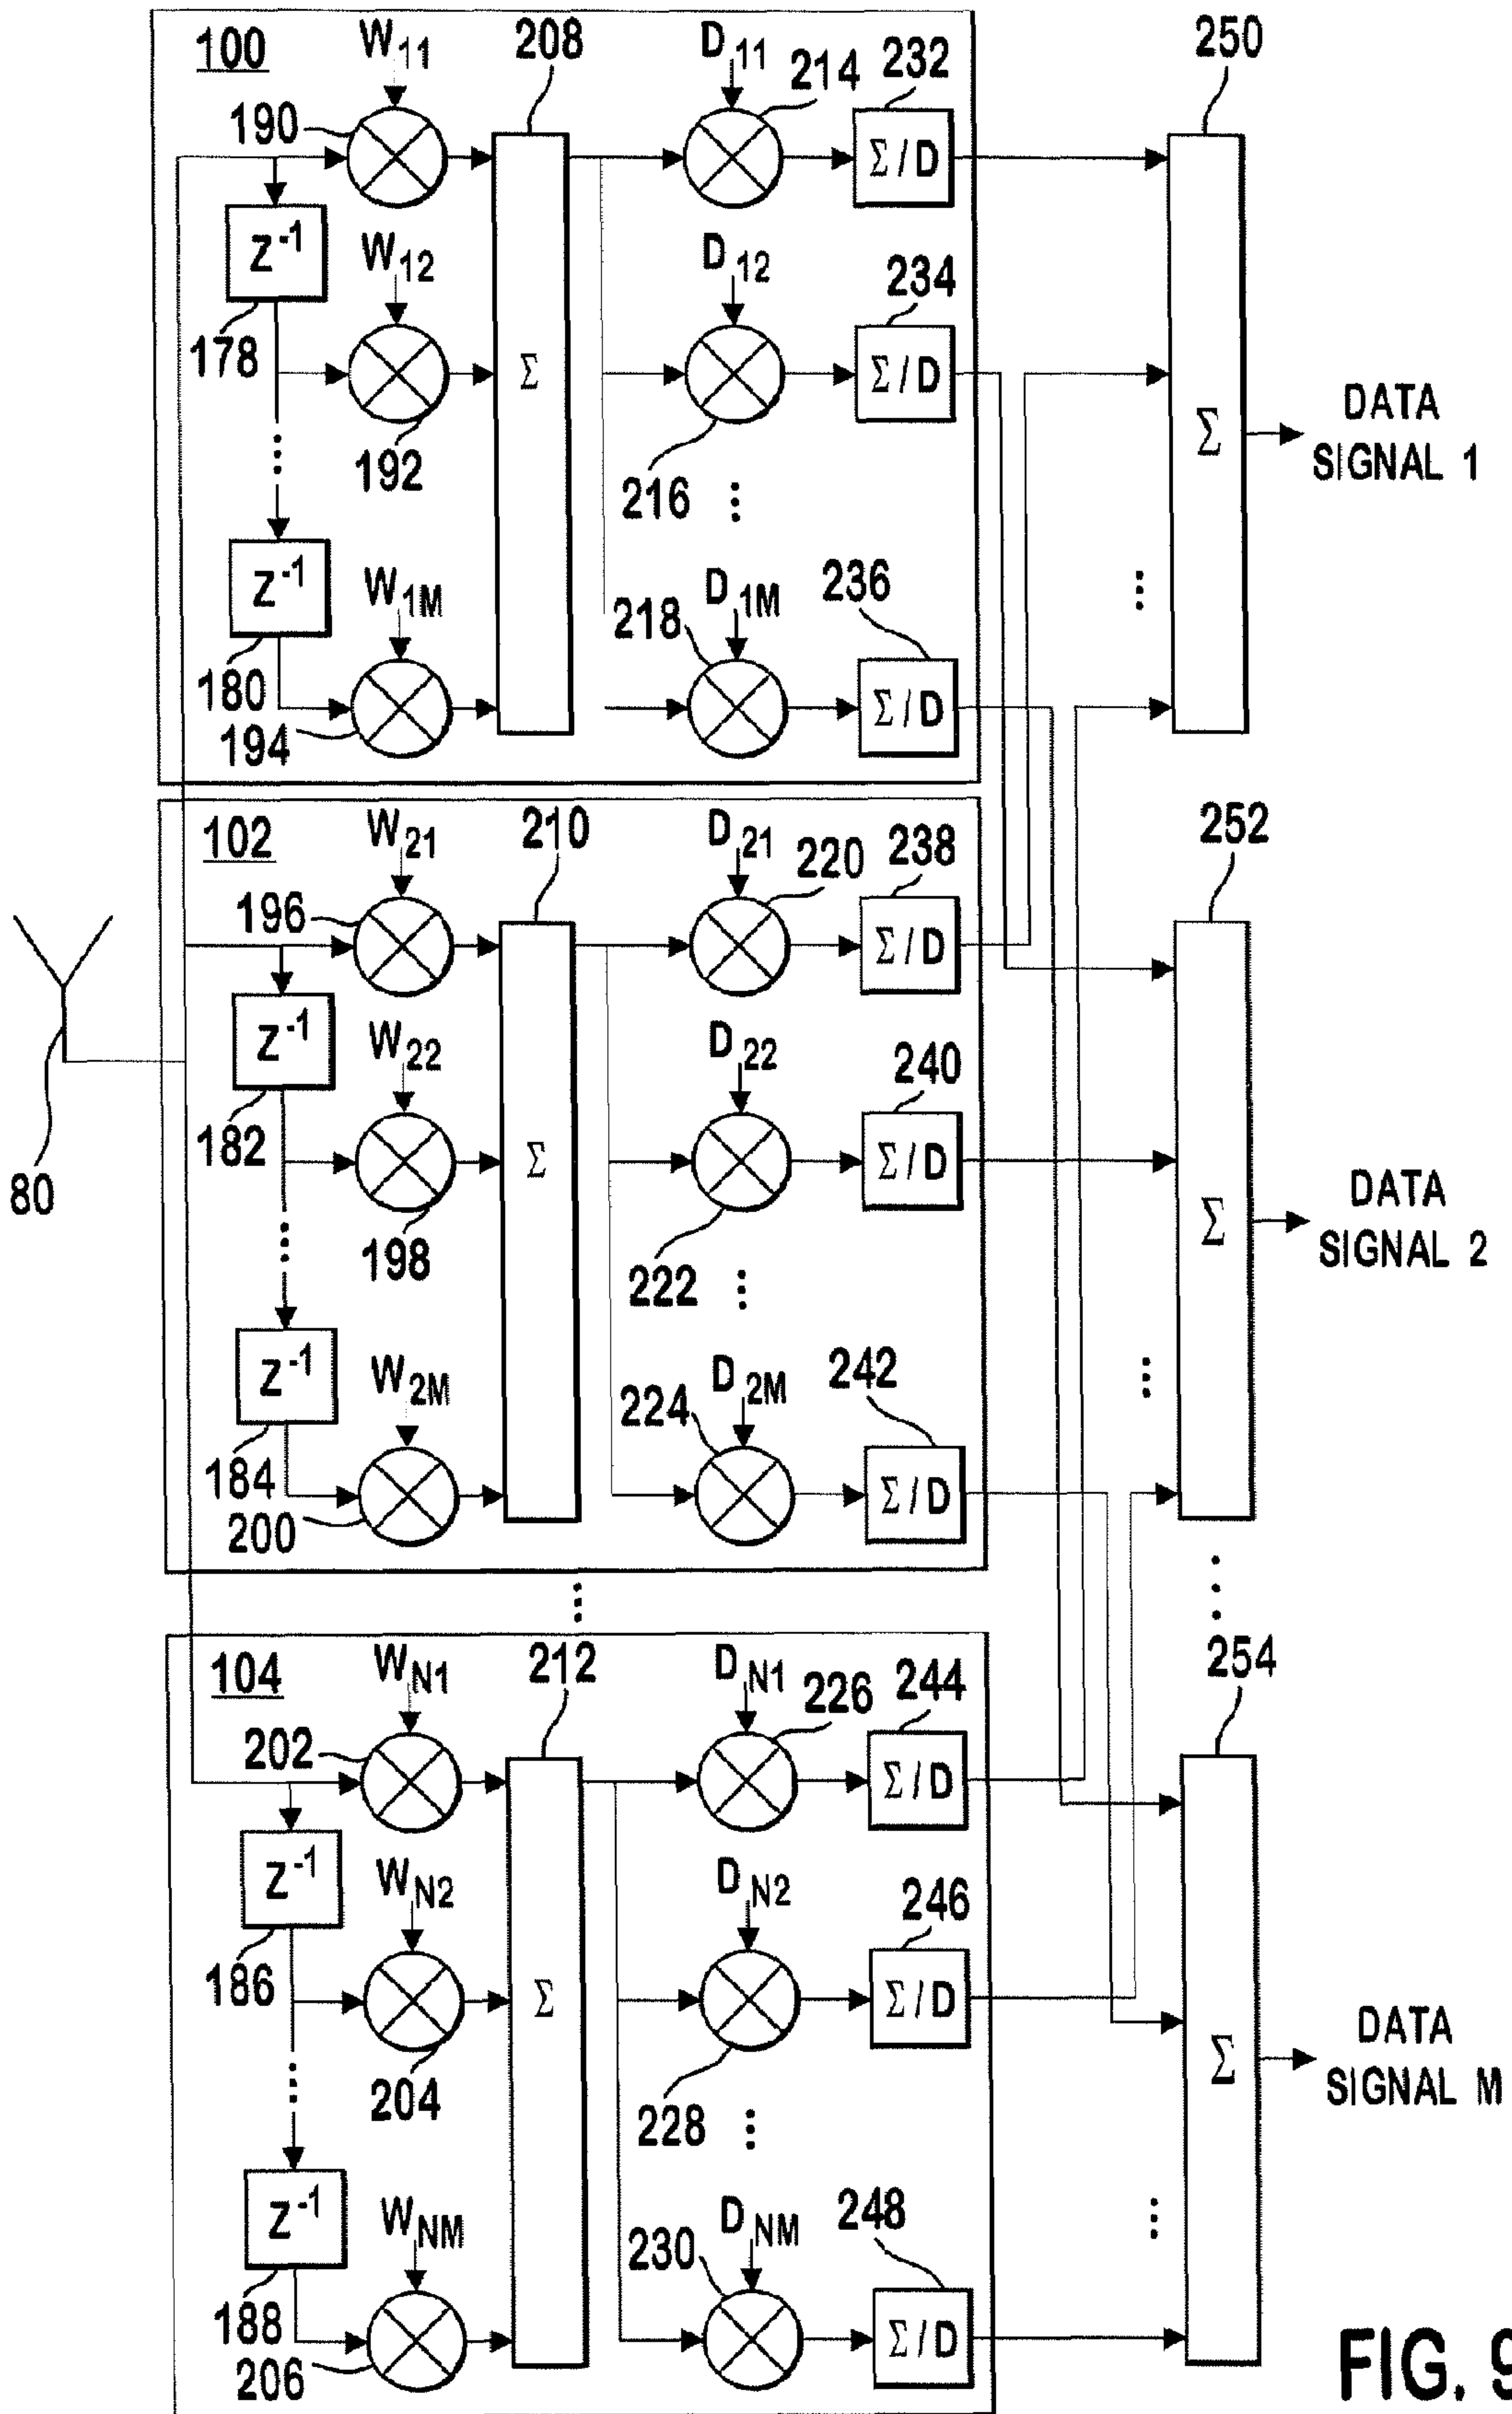 100 W11 208 D11 214 232 250
190
Σ/D
Z-1
W12 D12 234
178 Σ Σ/D DATA
Σ SIGNAL 1
192 216
Z-1 W1M D1M 236
218
180 Σ/D
194
102 W21 210 D21 220 238 252
196
Σ/D
Z-1 W22 D22 240
182 Σ Σ/D
80 DATA
Σ SIGNAL 2
198 222
Z-1 W2M D2M 242
224
184 Σ/D
200
104 WN1 212 DN1 226 244 254
202
Σ/D
Z-1 WN2 DN2 246
186 Σ Σ/D DATA
Σ SIGNAL M
204 228
Z-1 WNM DNM 248
230
188 Σ/D
206
FIG. 9